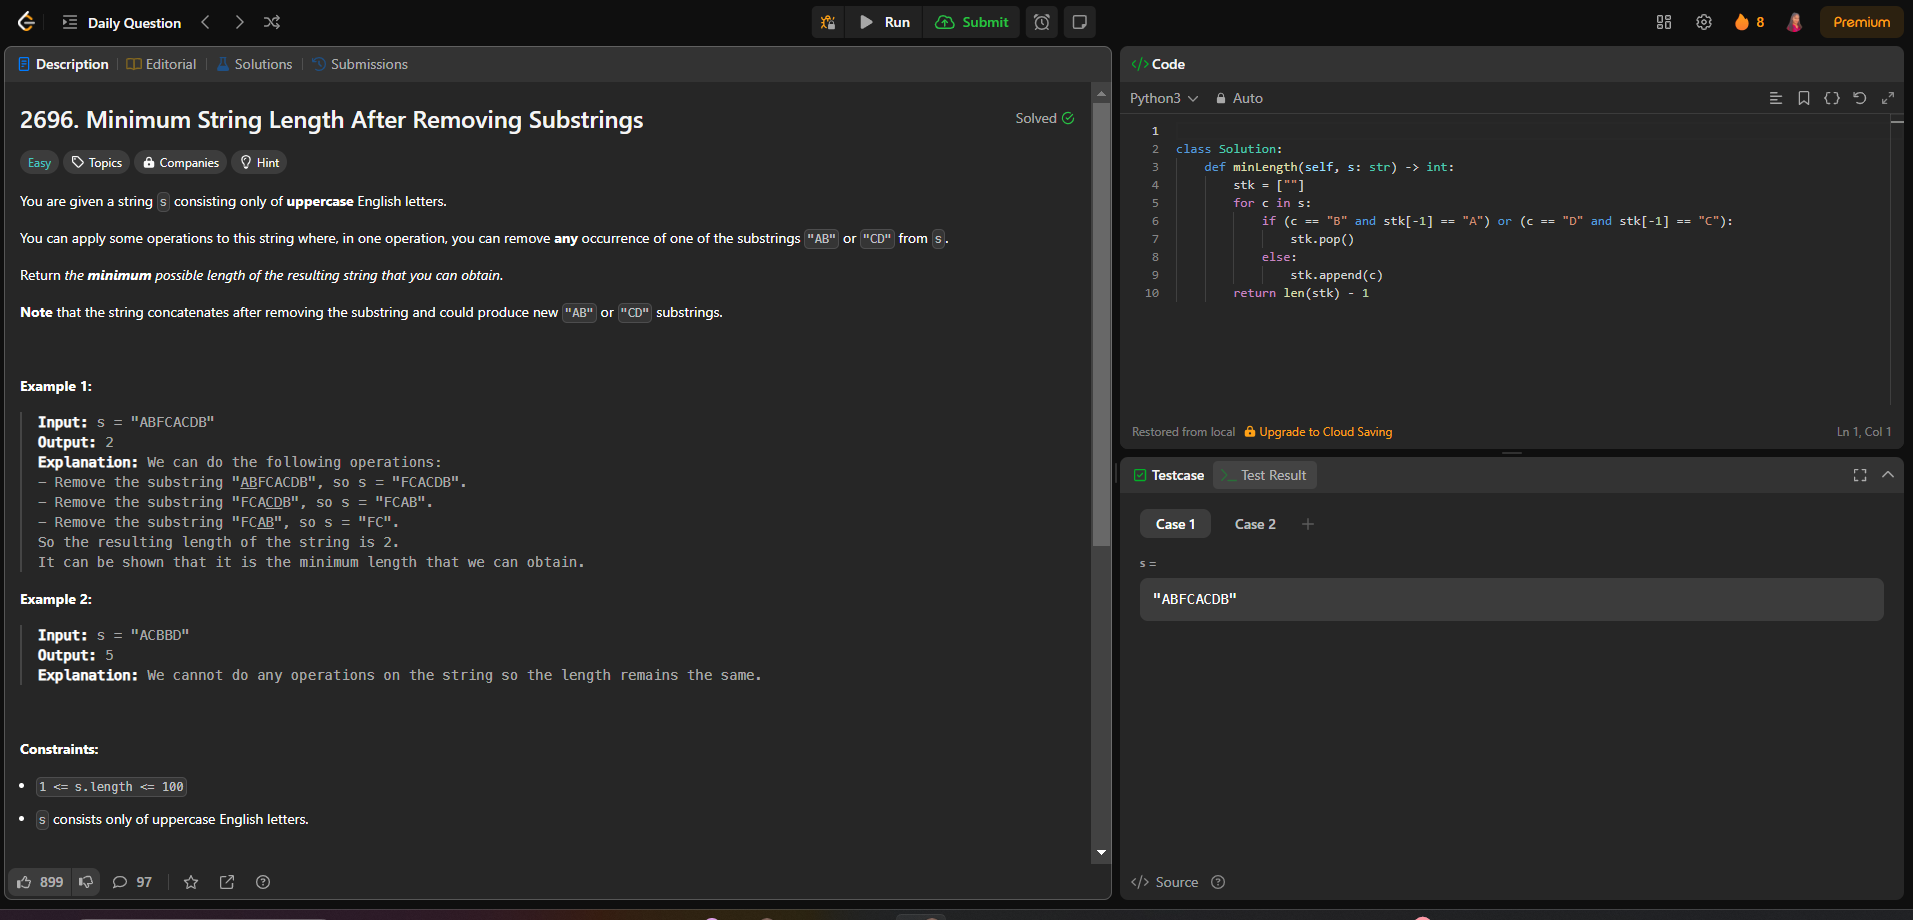 Daily Question
Run
Submit
8
Premium
Description
Editorial
Solutions
Submissions
2696. Minimum String Length After Removing Substrings
Solved
Easy
Topics
Companies
Hint
You are given a string s consisting only of uppercase English letters.
You can apply some operations to this string where, in one operation, you can remove any occurrence of one of the substrings "AB" or "CD" from s.
Return the minimum possible length of the resulting string that you can obtain.
Note that the string concatenates after removing the substring and could produce new "AB" or "CD" substrings.
Example 1:
Input: s = "ABFCACDB"
Output: 2
Explanation: We can do the following operations:
- Remove the substring "ABFCACDB", so s = "FCACDB".
- Remove the substring "FCACDB", so s = "FCAB".
- Remove the substring "FCAB", so s = "FC".
So the resulting length of the string is 2.
It can be shown that it is the minimum length that we can obtain.
Example 2:
Input: s = "ACBBD"
Output: 5
Explanation: We cannot do any operations on the string so the length remains the same.
Constraints:
• 1 <= s.length <= 100
• s consists only of uppercase English letters.
899
97
</> Code
Python3
Auto
1
2 class Solution:
3     def minLength(self, s: str) -> int:
4         stk = [""]
5         for c in s:
6             if (c == "B" and stk[-1] == "A") or (c == "D" and stk[-1] == "C"):
7                 stk.pop()
8             else:
9                 stk.append(c)
10         return len(stk) - 1
Restored from local
Upgrade to Cloud Saving
Ln 1, Col 1
Testcase
>_ Test Result
Case 1
Case 2
+
s =
"ABFCACDB"
</> Source